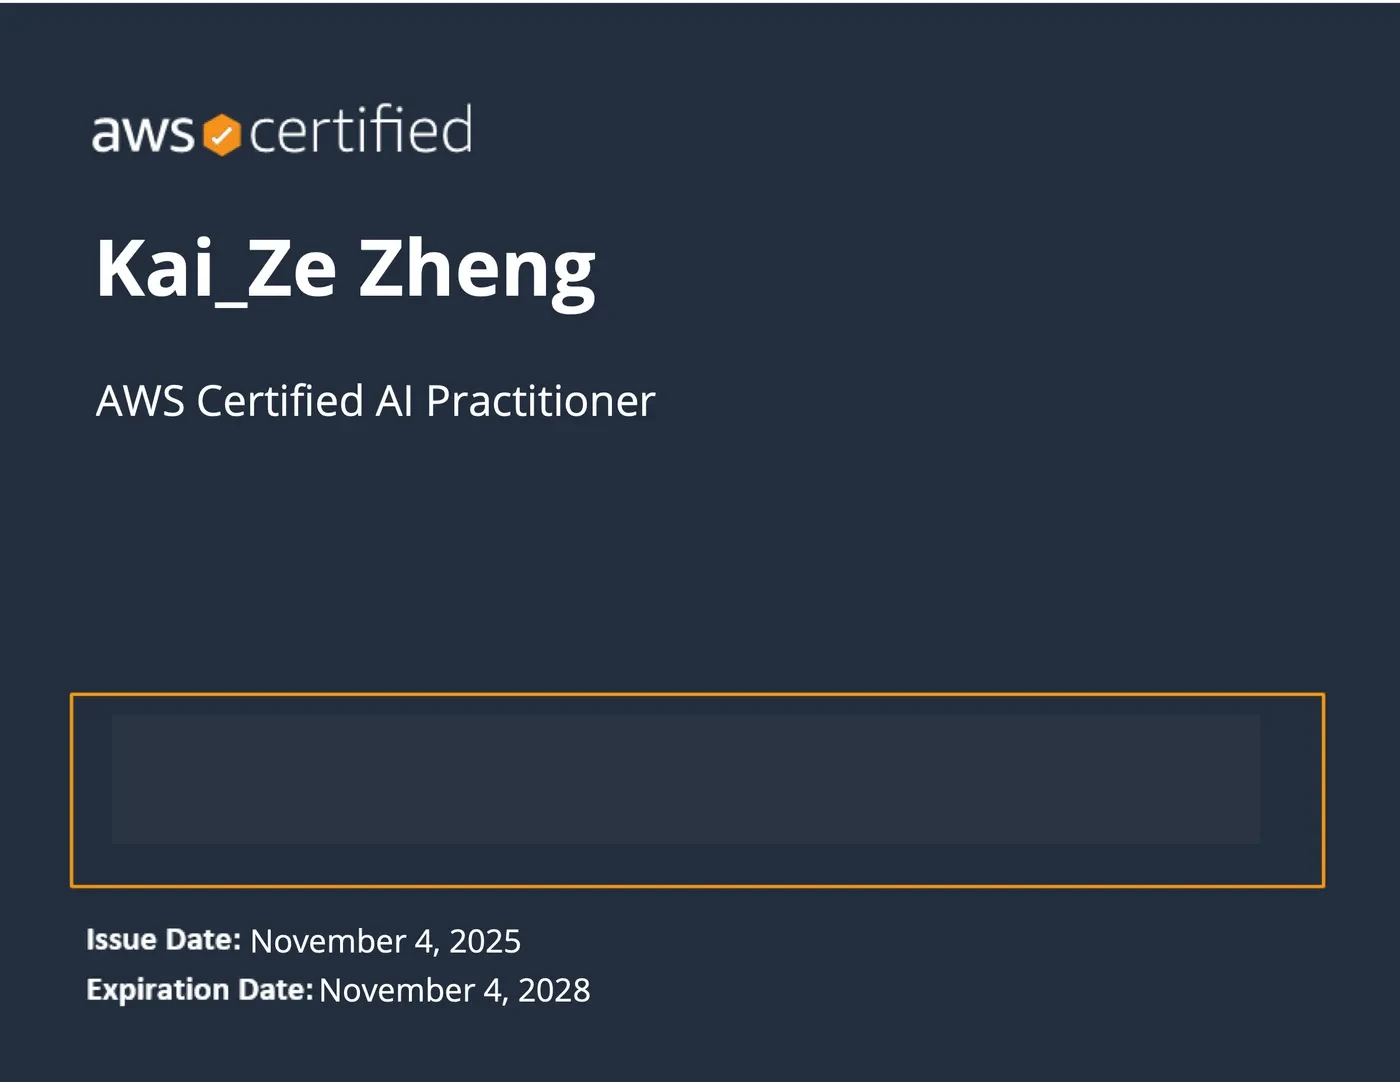 aws certified
Kai_Ze Zheng
AWS Certified AI Practitioner
Issue Date: November 4, 2025
Expiration Date: November 4, 2028